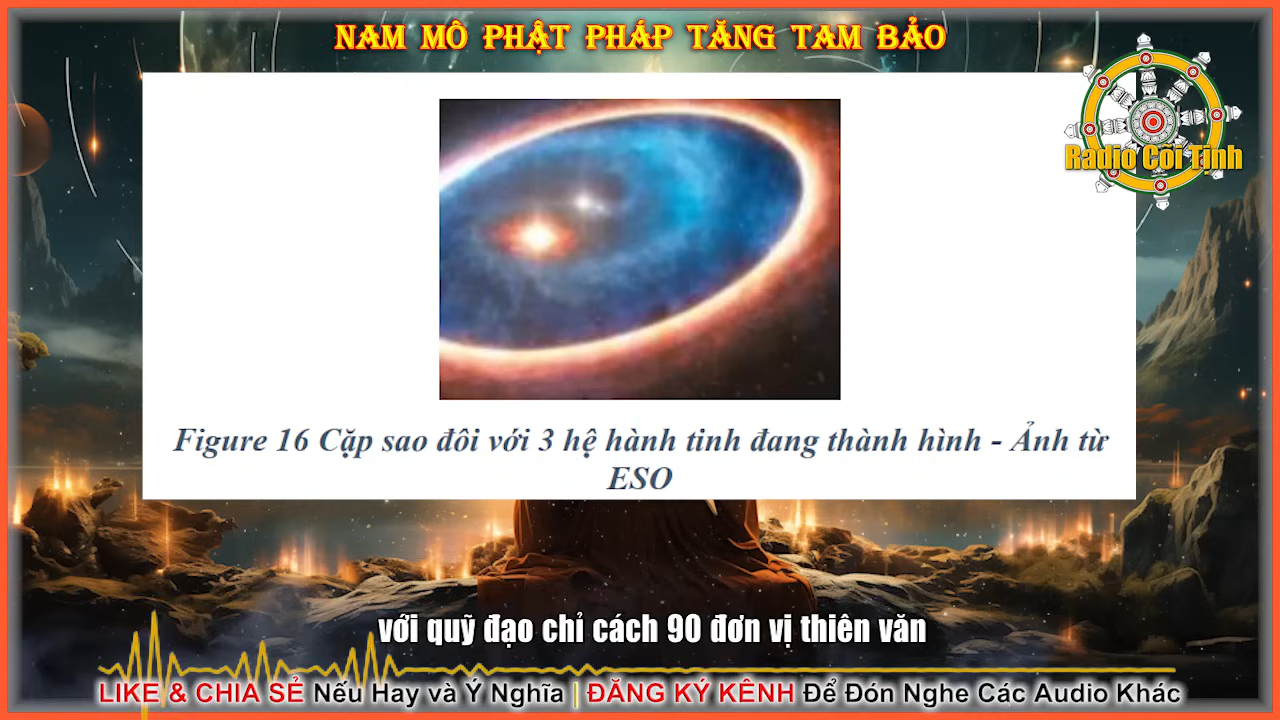 NAM MÔ PHẬT PHÁP TĂNG TAM BẢO
Radio Cõi Tịnh
Figure 16 Cặp sao đôi với 3 hệ hành tinh đang thành hình - Ảnh từ
ESO
với quỹ đạo chỉ cách 90 đơn vị thiên văn
LIKE & CHIA SẺ Nếu Hay và Ý Nghĩa | ĐĂNG KÝ KÊNH Để Đón Nghe Các Audio Khác